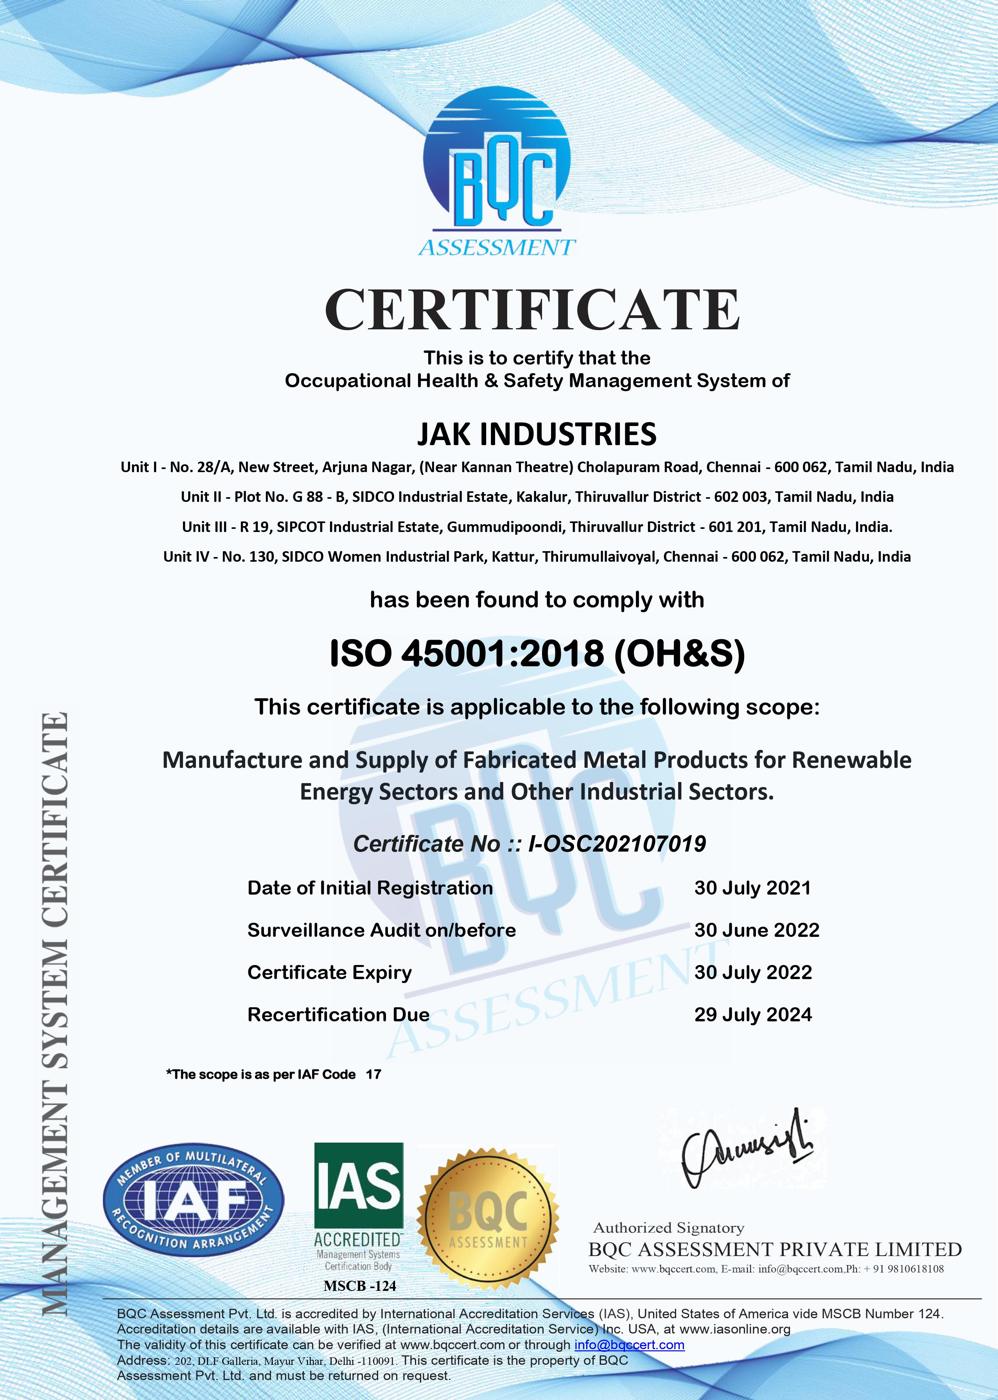 BQC
ASSESSMENT
CERTIFICATE
This is to certify that the
Occupational Health & Safety Management System of
JAK INDUSTRIES
Unit I - No. 28/A, New Street, Arjuna Nagar, (Near Kannan Theatre) Cholapuram Road, Chennai - 600 062, Tamil Nadu, India
Unit II - Plot No. G 88 - B, SIDCO Industrial Estate, Kakalur, Thiruvallur District - 602 003, Tamil Nadu, India
Unit III - R 19, SIPCOT Industrial Estate, Gummudipoondi, Thiruvallur District - 601 201, Tamil Nadu, India.
Unit IV - No. 130, SIDCO Women Industrial Park, Kattur, Thirumullaivoyal, Chennai - 600 062, Tamil Nadu, India
has been found to comply with
ISO 45001:2018 (OH&S)
This certificate is applicable to the following scope:
Manufacture and Supply of Fabricated Metal Products for Renewable
Energy Sectors and Other Industrial Sectors.
Certificate No :: I-OSC202107019
Date of Initial Registration 30 July 2021
Surveillance Audit on/before 30 June 2022
Certificate Expiry 30 July 2022
Recertification Due 29 July 2024
BQC
ASSESSMENT
*The scope is as per IAF Code 17
MANAGEMENT SYSTEM CERTIFICATE
MEMBER OF MULTILATERAL
IAF
RECOGNITION ARRANGEMENT
IAS
ACCREDITED
Management Systems
Certification Body
MSCB -124
BQC
ASSESSMENT
Authorized Signatory
BQC ASSESSMENT PRIVATE LIMITED
Website: www.bqccert.com, E-mail: info@bqccert.com,Ph: + 91 9810618108
BQC Assessment Pvt. Ltd. is accredited by International Accreditation Services (IAS), United States of America vide MSCB Number 124.
Accreditation details are available with IAS, (International Accreditation Service) Inc. USA, at www.iasonline.org
The validity of this certificate can be verified at www.bqccert.com or through info@bqccert.com
Address: 202, DLF Galleria, Mayur Vihar, Delhi -110091. This certificate is the property of BQC
Assessment Pvt. Ltd. and must be returned on request.